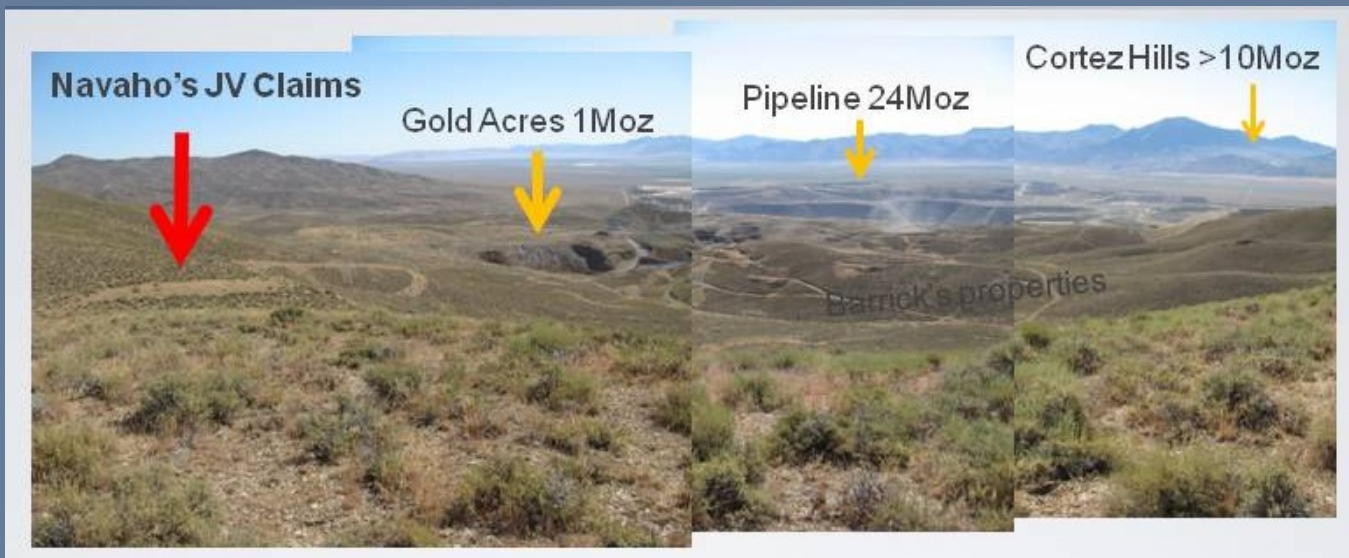 Navaho's JV Claims
Gold Acres 1Moz
Pipeline 24Moz
Cortez Hills >10Moz
Barrick's properties